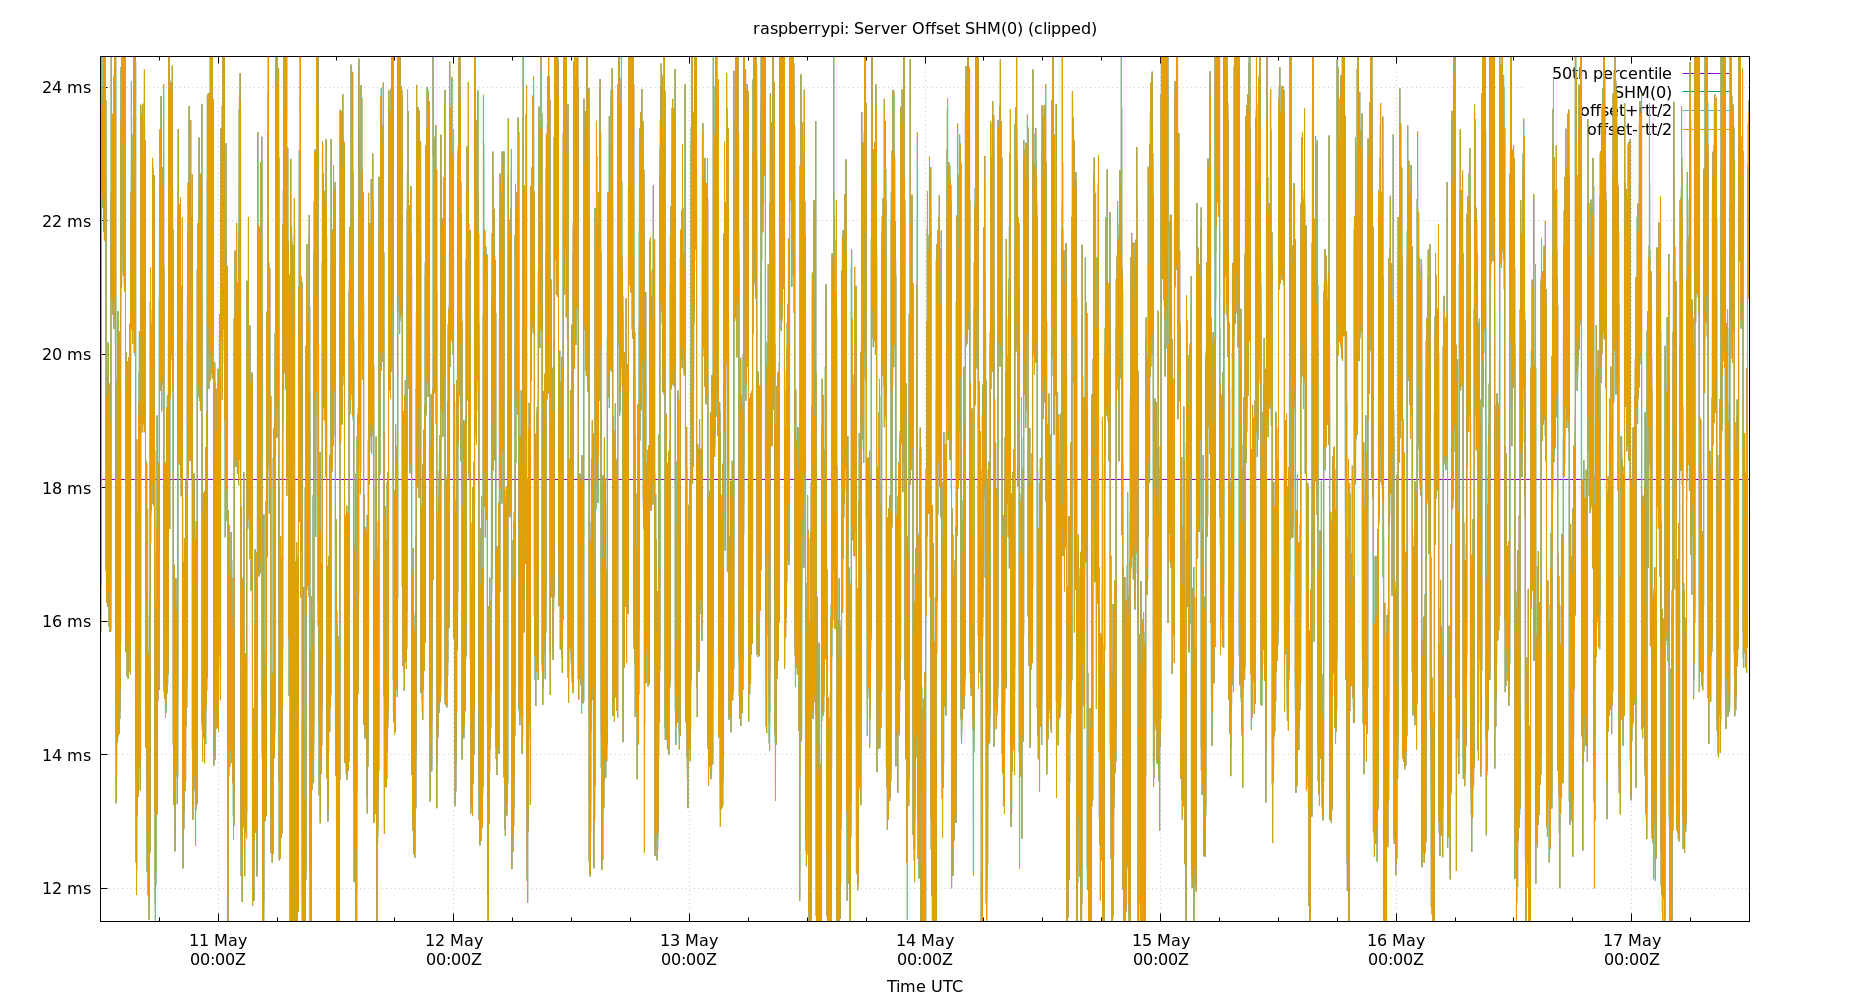 raspberrypi: Server Offset SHM(0) (clipped)
50th percentile
SHM(0)
offset+rtt/2
offset-rtt/2
24 ms
22 ms
20 ms
18 ms
16 ms
14 ms
12 ms
11 May
00:00Z
12 May
00:00Z
13 May
00:00Z
14 May
00:00Z
15 May
00:00Z
16 May
00:00Z
17 May
00:00Z
Time UTC